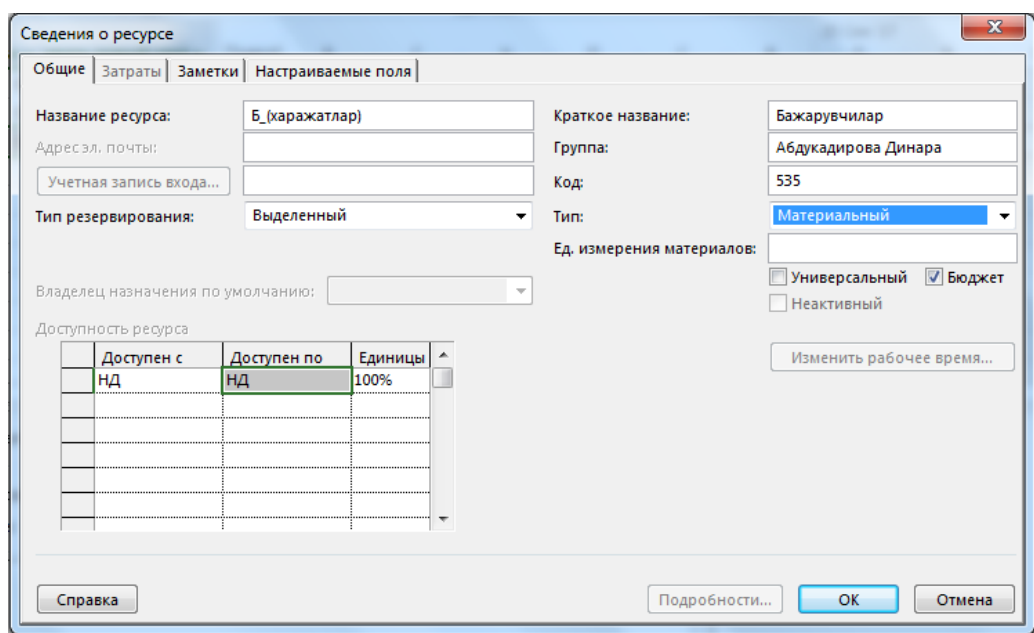 Сведения о ресурсе
Общие Затраты Заметки Настраиваемые поля
Название ресурса: Б_(харажатлар) Краткое название: Бажарувчилар
Адрес эл. почты: Группа: Абдукадирова Динара
Учетная запись входа... Код: 535
Тип резервирования: Выделенный Тип: Материальный
Ед. измерения материалов:
Универсальный Бюджет
Владелец назначения по умолчанию: Неактивный
Доступность ресурса
Доступен с Доступен по Единицы Изменить рабочее время...
НД НД 100%
Справка Подробности... ОК Отмена